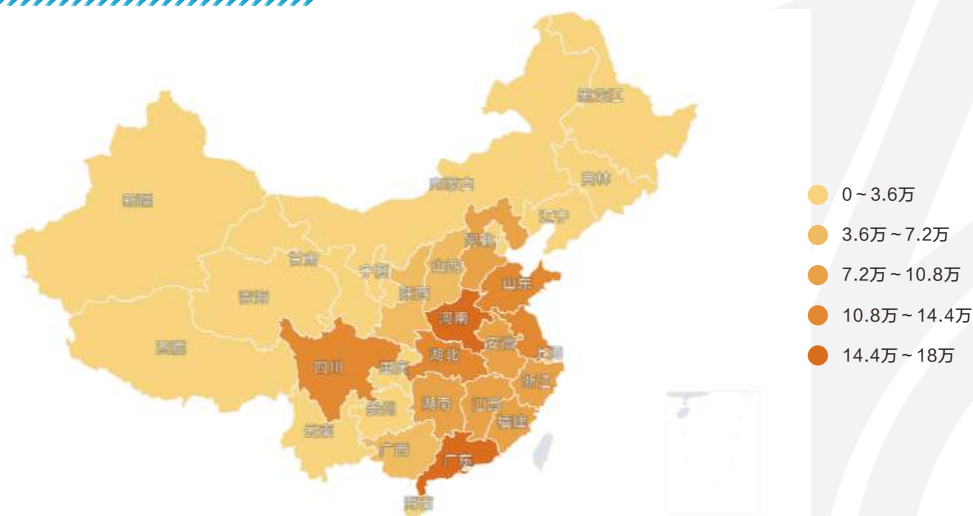 黑龙江
吉林
内蒙古
新疆
辽宁
河北
山西
甘肃
宁夏
青海
陕西
山东
西藏
河南
四川
湖北
安徽
上海
重庆
浙江
湖南
江西
贵州
福建
云南
广西
广东
海南
0~3.6万
3.6万~7.2万
7.2万~10.8万
10.8万~14.4万
14.4万~18万